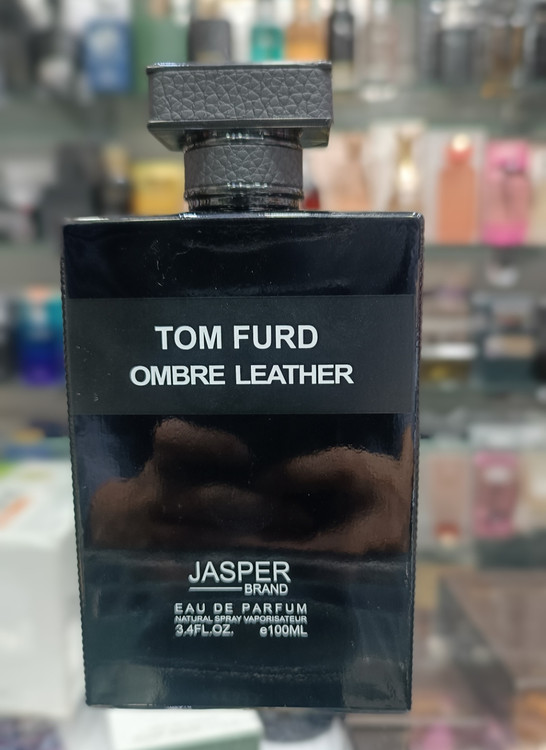 TOM FURD
OMBRE LEATHER
JASPER
BRAND
EAU DE PARFUM
NATURAL SPRAY VAPORISATEUR
3.4FL.OZ. e100ML